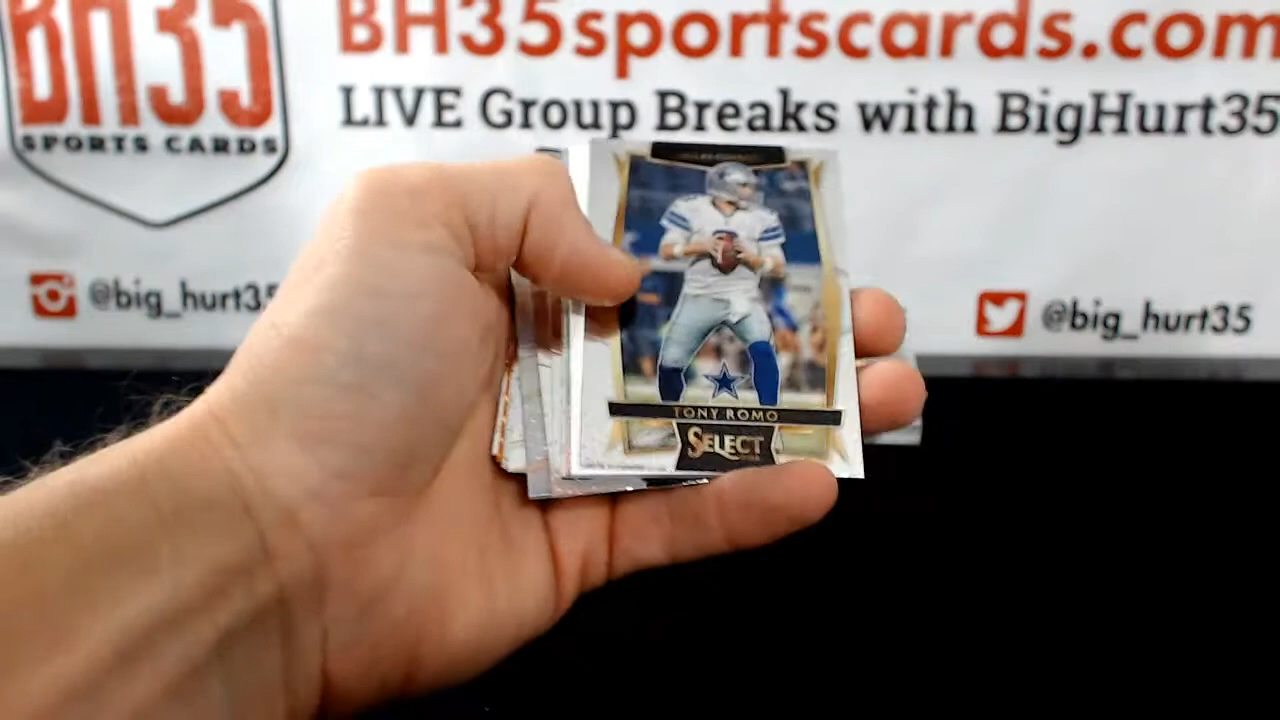 BH35
SPORTS CARDS
BH35sportscards.com
LIVE Group Breaks with BigHurt35
@big_hurt35
@big_hurt35
TONY ROMO
SELECT